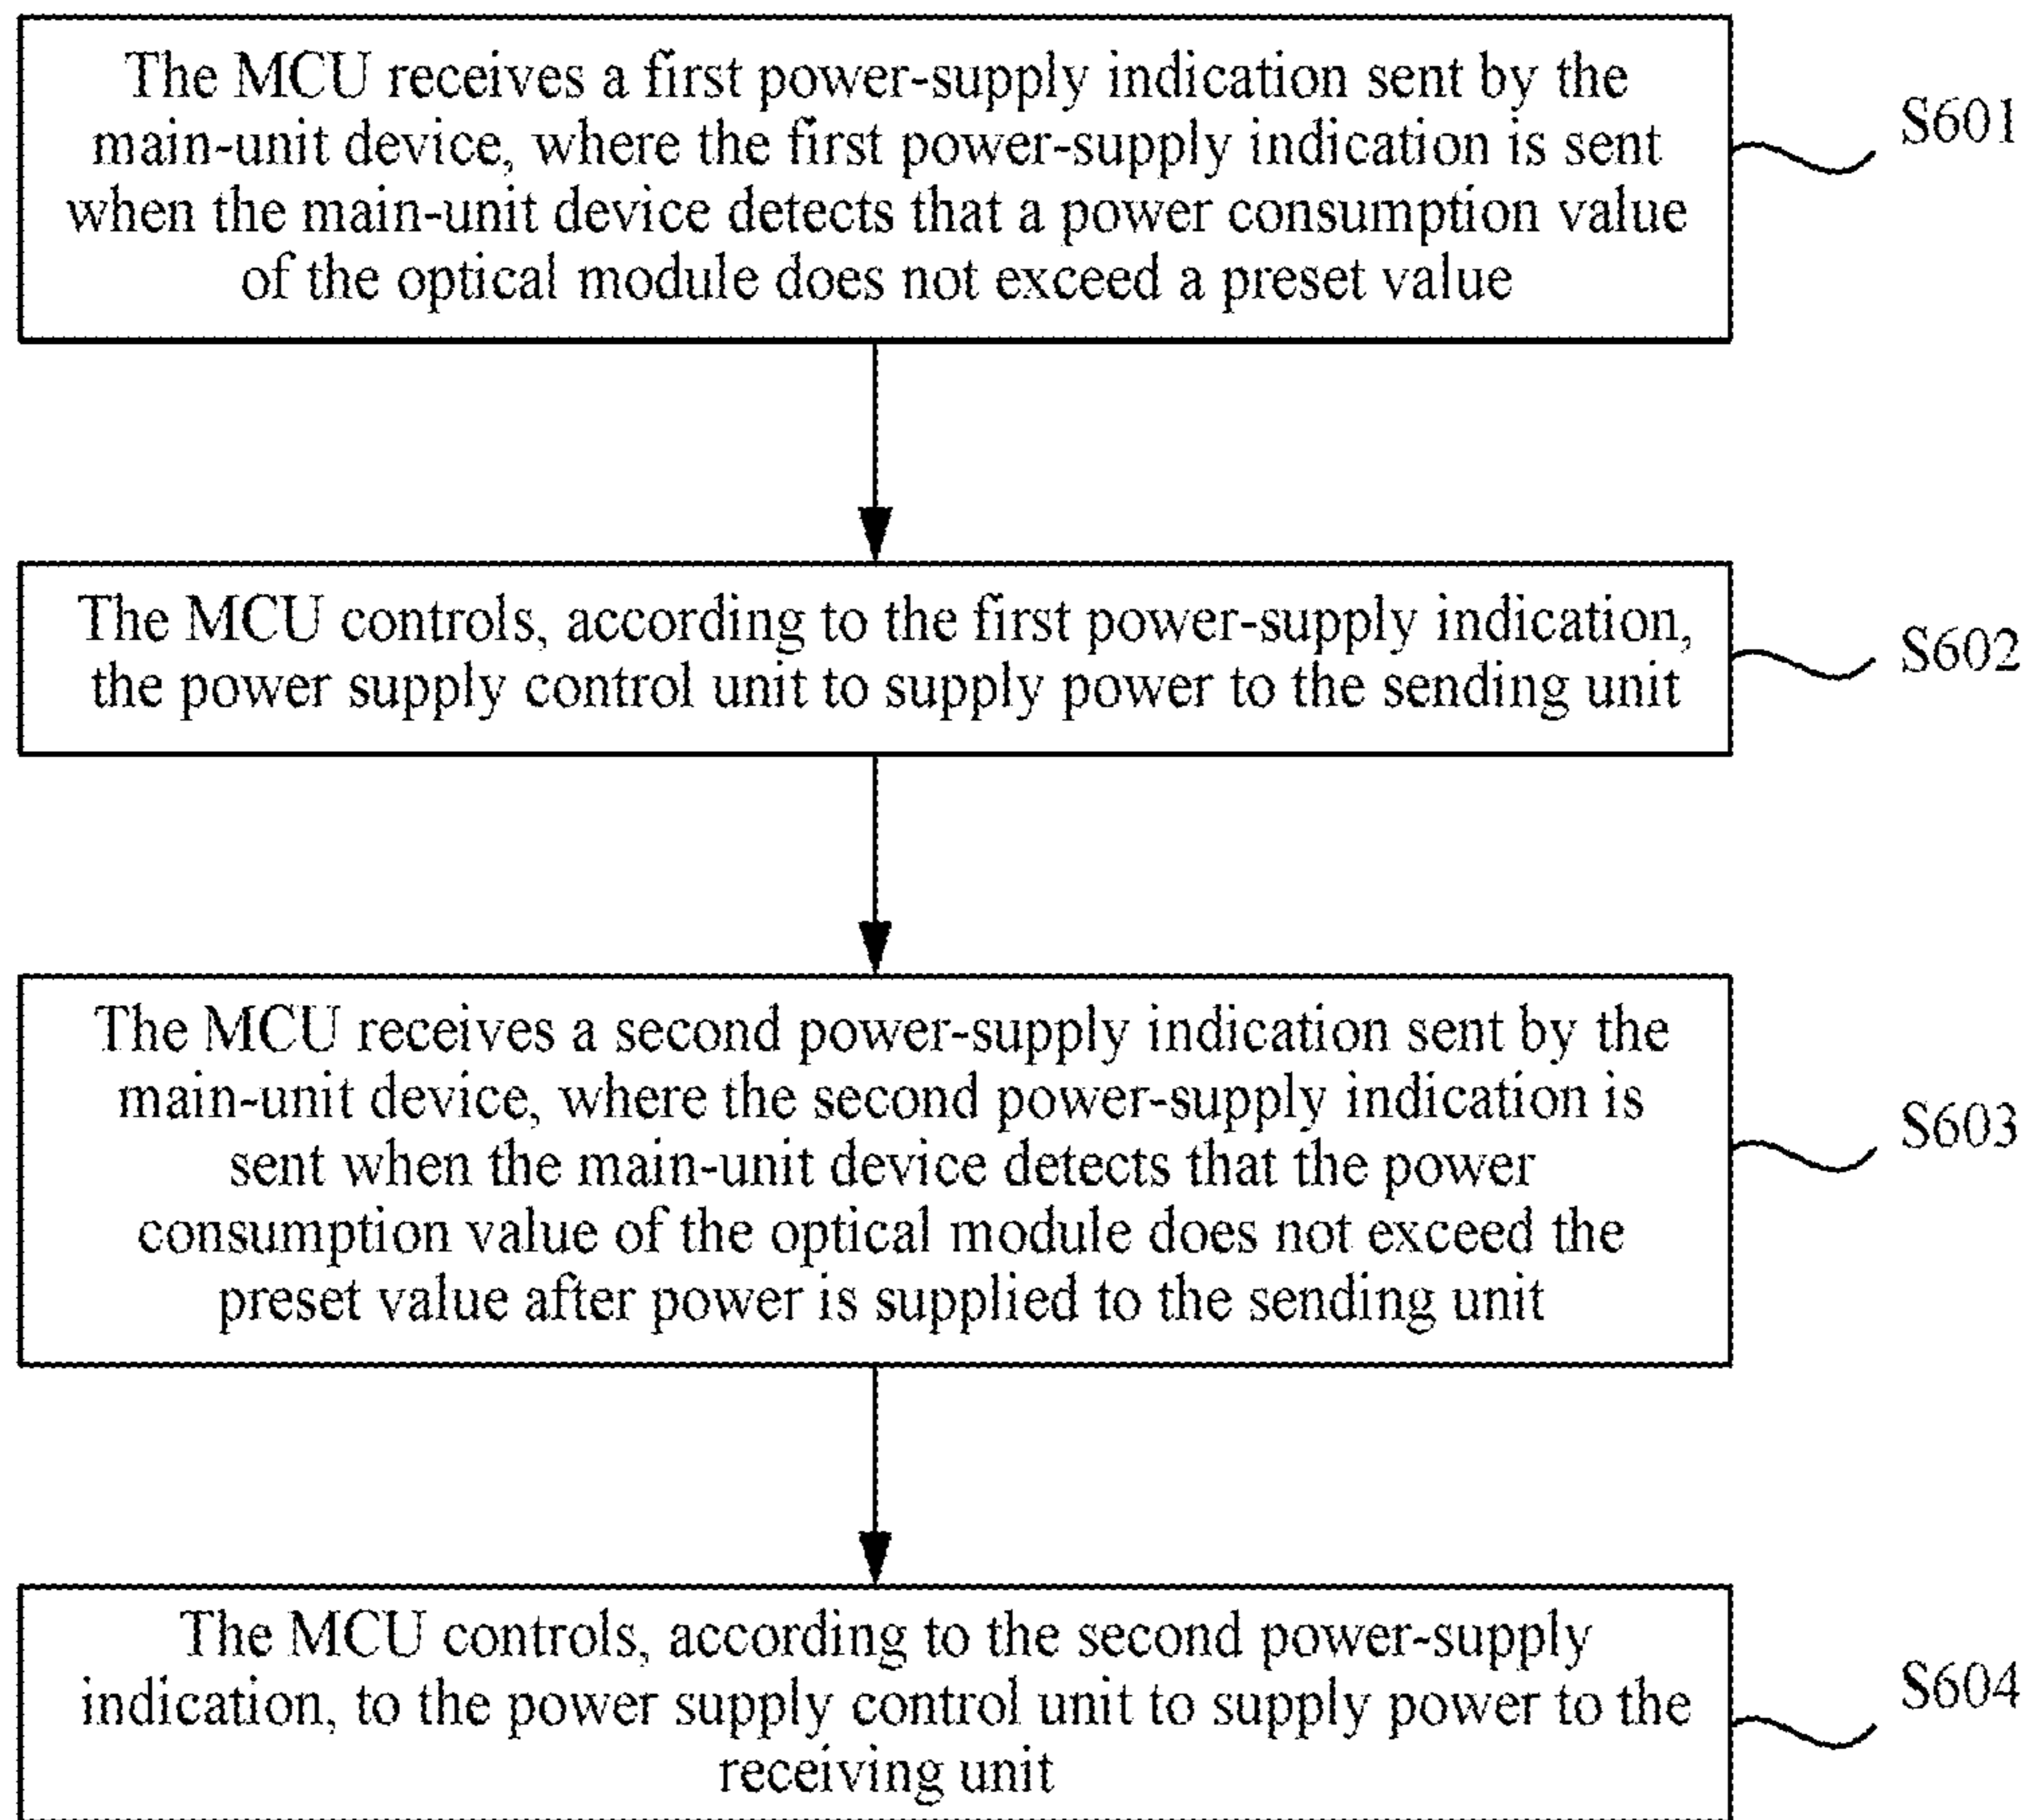 The MCU receives a first power-supply indication sent by the
main-unit device, where the first power-supply indication is sent
when the main-unit device detects that a power consumption value
of the optical module does not exceed a preset value
S601
The MCU controls, according to the first power-supply indication,
the power supply control unit to supply power to the sending unit
S602
The MCU receives a second power-supply indication sent by the
main-unit device, where the second power-supply indication is
sent when the main-unit device detects that the power
consumption value of the optical module does not exceed the
preset value after power is supplied to the sending unit
S603
The MCU controls, according to the second power-supply
indication, to the power supply control unit to supply power to the
receiving unit
S604